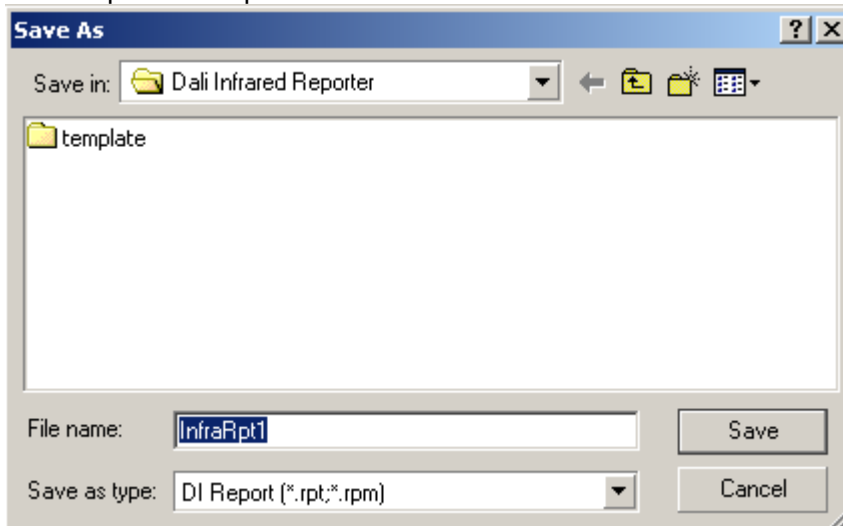 Save As
Save in: Dali Infrared Reporter
template
File name: InfraRpt1 Save
Save as type: DI Report (*.rpt;*.rpm) Cancel